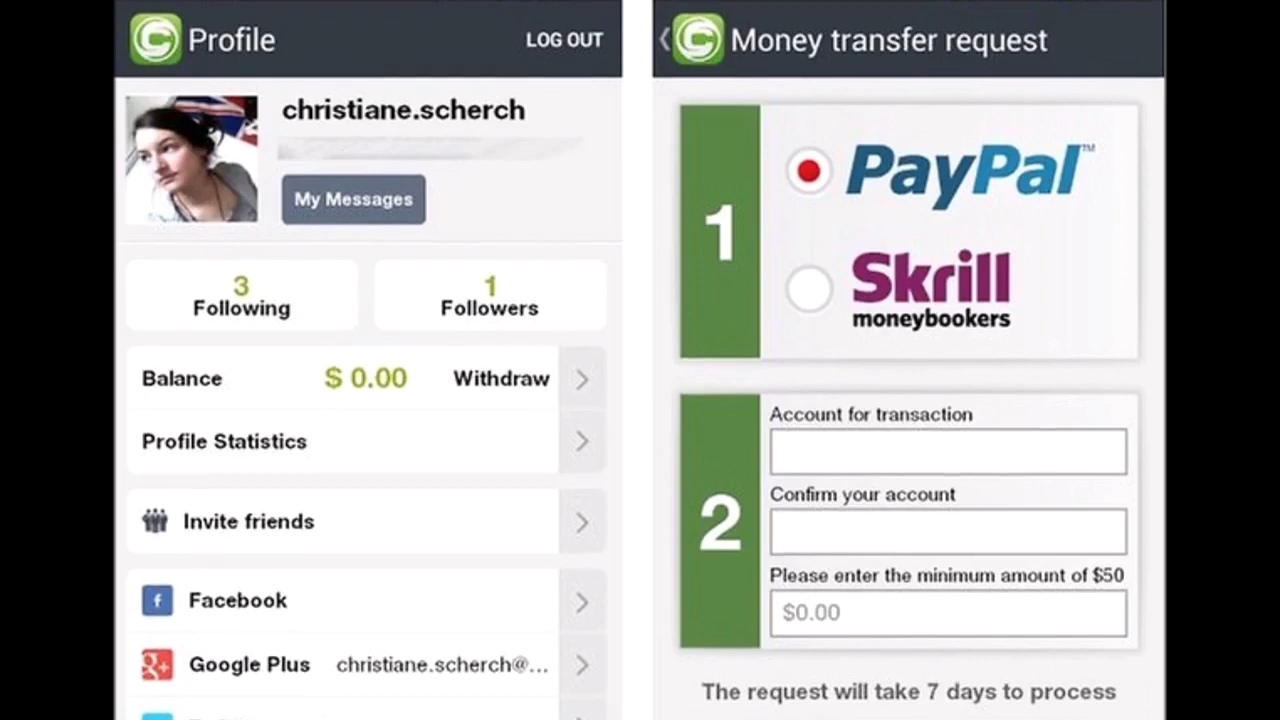 Profile
LOG OUT
christiane.scherch
My Messages
3
Following
1
Followers
Balance
$ 0.00
Withdraw
Profile Statistics
Invite friends
Facebook
Google Plus
christiane.scherch@...
Money transfer request
1
PayPal™
Skrill
moneybookers
2
Account for transaction
Confirm your account
Please enter the minimum amount of $50
$0.00
The request will take 7 days to process